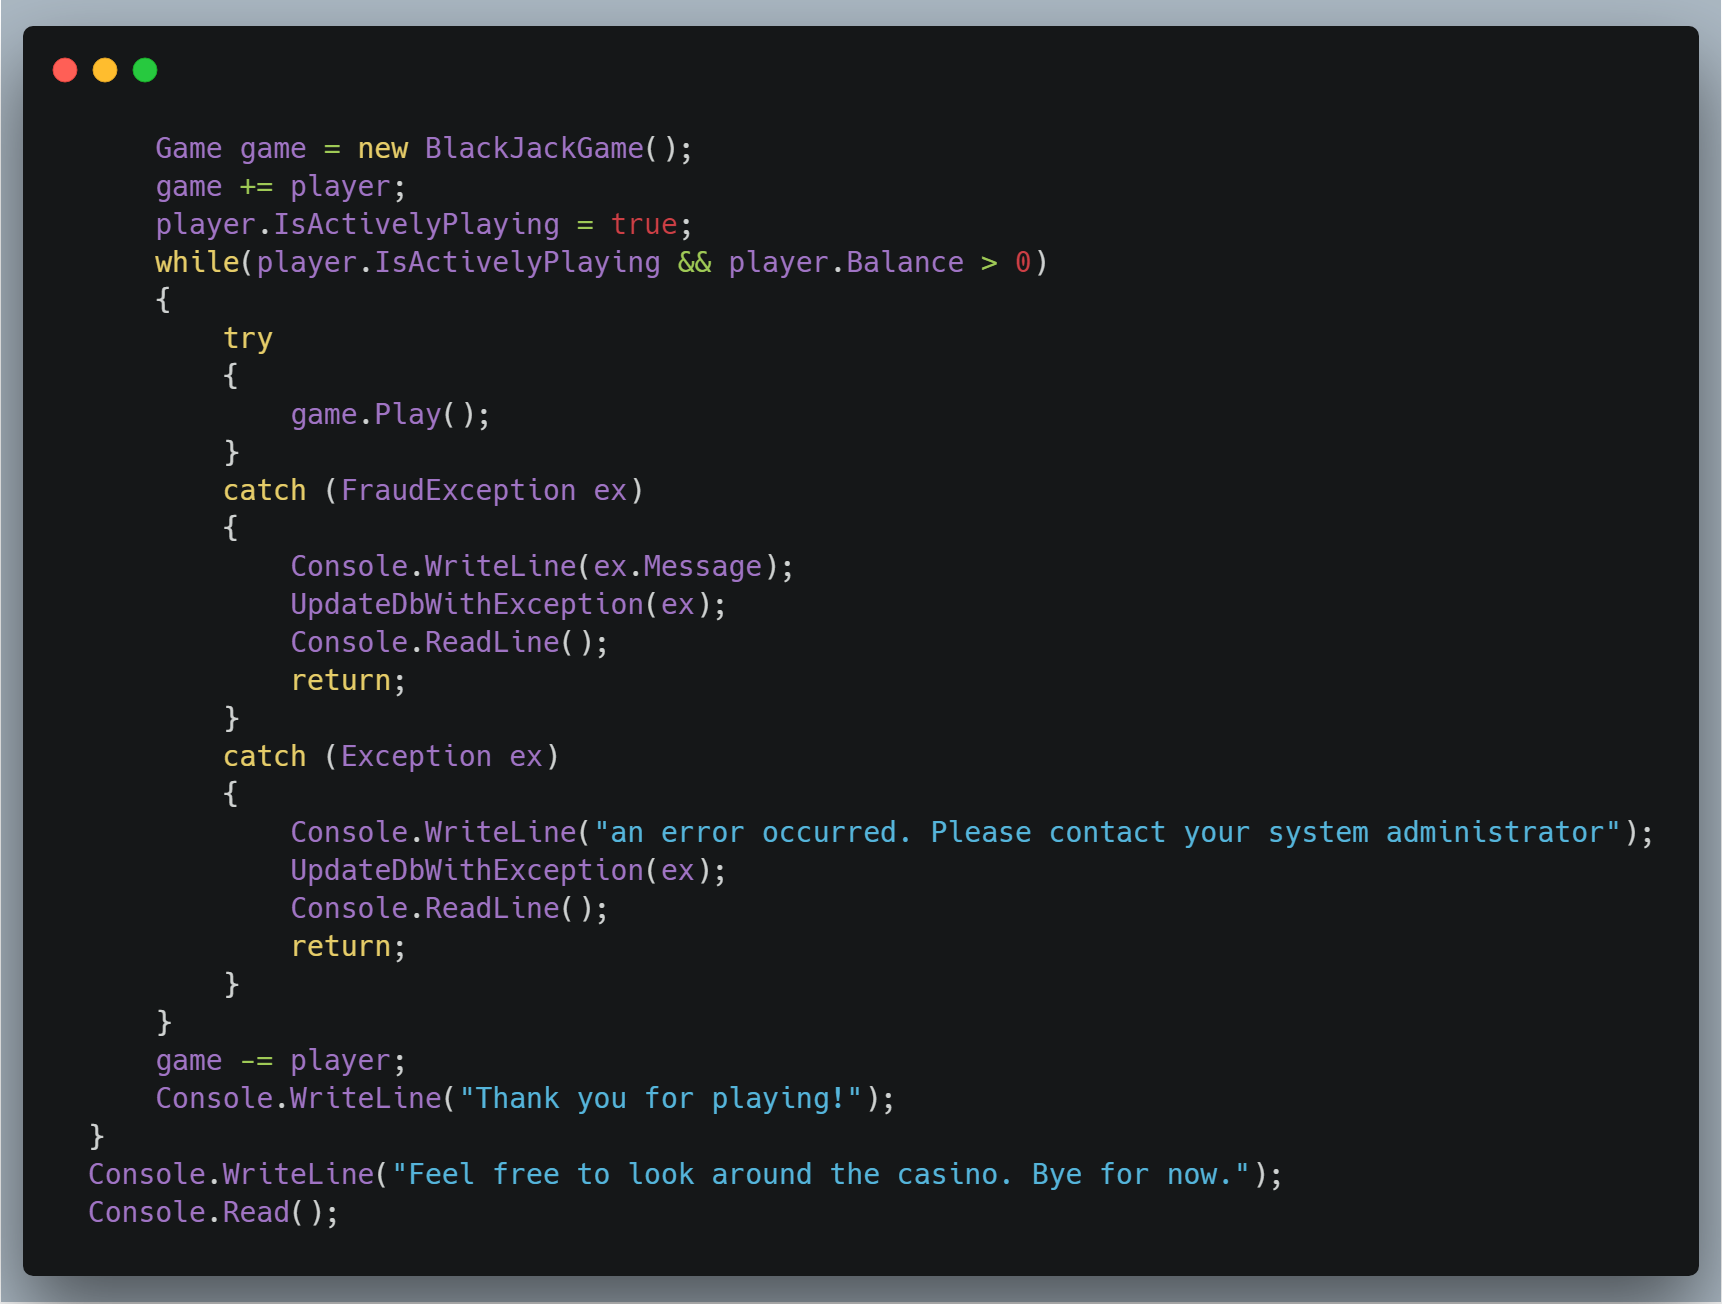 Game game = new BlackJackGame();
game += player;
player.IsActivelyPlaying = true;
while(player.IsActivelyPlaying && player.Balance > 0)
{
try
{
game.Play();
}
catch (FraudException ex)
{
Console.WriteLine(ex.Message);
UpdateDbWithException(ex);
Console.ReadLine();
return;
}
catch (Exception ex)
{
Console.WriteLine("an error occurred. Please contact your system administrator");
UpdateDbWithException(ex);
Console.ReadLine();
return;
}
}
game -= player;
Console.WriteLine("Thank you for playing!");
}
Console.WriteLine("Feel free to look around the casino. Bye for now.");
Console.Read();